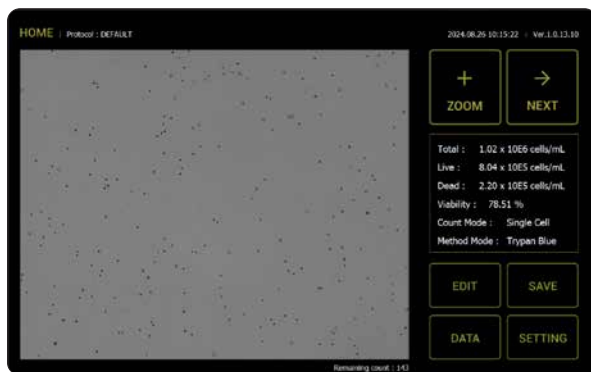 HOME | Protocol : DEFAULT
2024.08.26 10:15:22 | Ver.1.0.13.10
+
ZOOM
→
NEXT
Total : 1.02 x 10E6 cells/mL
Live : 8.04 x 10E5 cells/mL
Dead : 2.20 x 10E5 cells/mL
Viability : 78.51 %
Count Mode : Single Cell
Method Mode : Trypan Blue
EDIT
SAVE
DATA
SETTING
Remaining count : 143